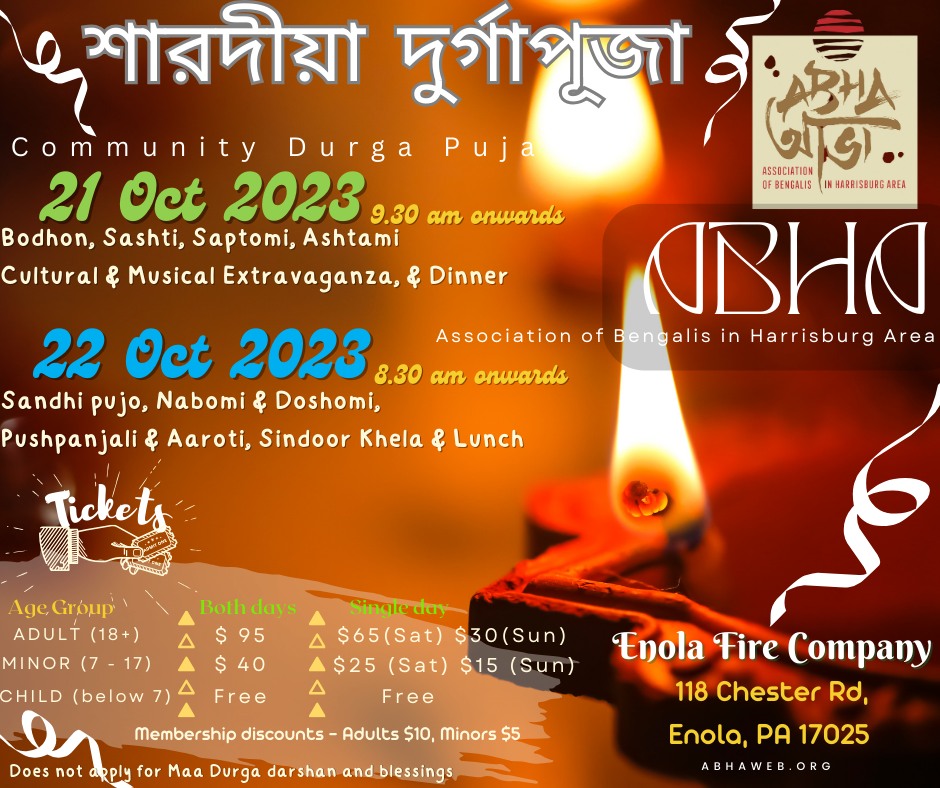 শারদীয়া দুর্গাপূজা
ABHA
আভা
ASSOCIATION
OF BENGALIS IN HARRISBURG AREA
Community Durga Puja
21 Oct 2023 9.30 am onwards
Bodhon, Sashti, Saptomi, Ashtami
Cultural & Musical Extravaganza, & Dinner
ABHA
Association of Bengalis in Harrisburg Area
22 Oct 2023 8.30 am onwards
Sandhi pujo, Nabomi & Doshomi,
Pushpanjali & Aaroti, Sindoor Khela & Lunch
Tickets
ADMIT ONE
Age Group Both days Single day
ADULT (18+) $ 95 $65(Sat) $30(Sun)
MINOR (7 - 17) $ 40 $25 (Sat) $15 (Sun)
CHILD (below 7) Free Free
Membership discounts - Adults $10, Minors $5
Does not apply for Maa Durga darshan and blessings
Enola Fire Company
118 Chester Rd,
Enola, PA 17025
ABHAWEB.ORG